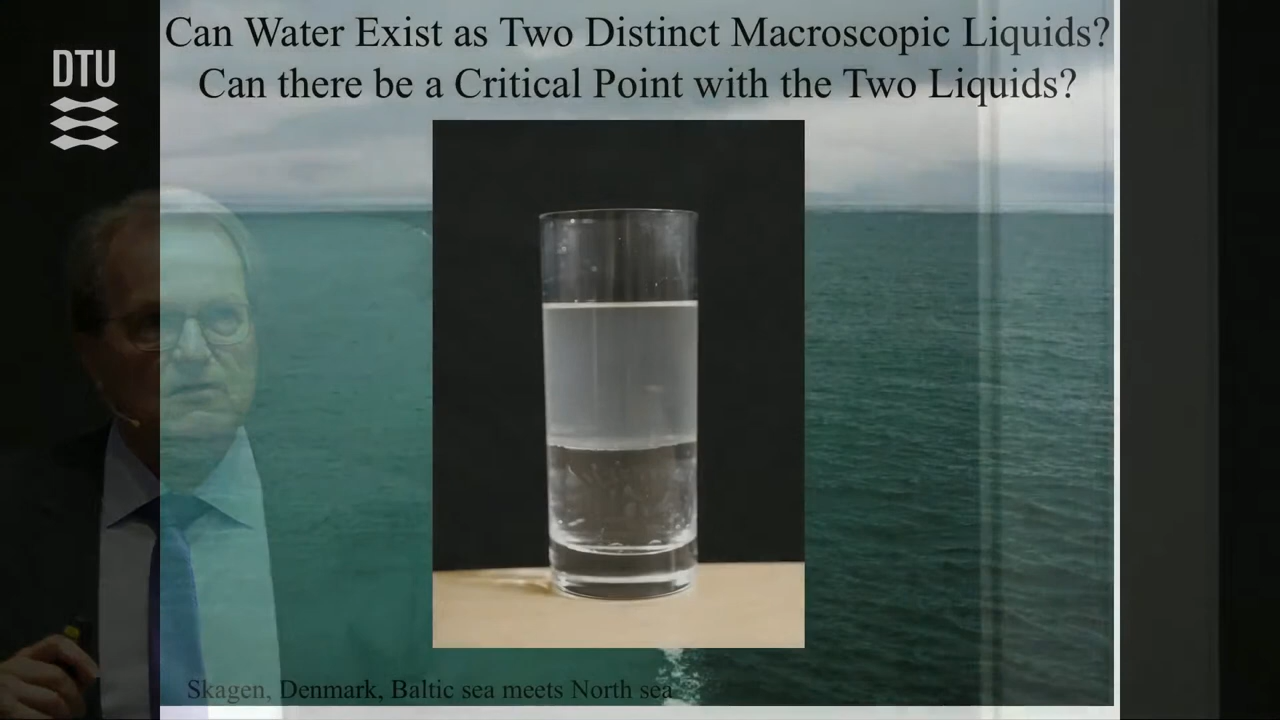 Can Water Exist as Two Distinct Macroscopic Liquids?
Can there be a Critical Point with the Two Liquids?
DTU
Skagen, Denmark, Baltic sea meets North sea